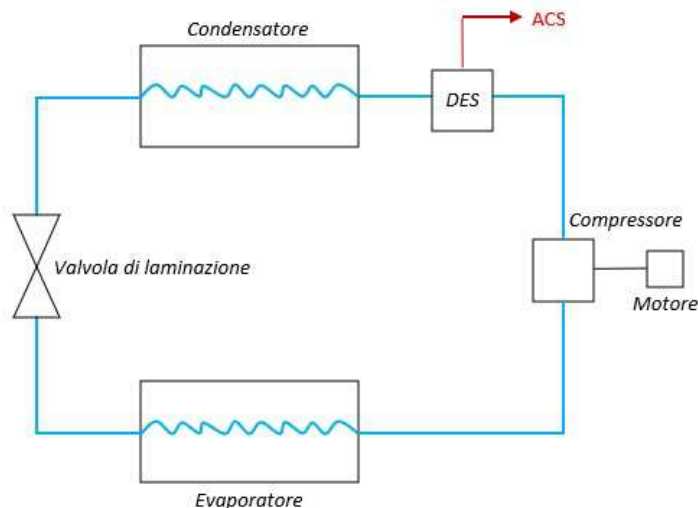 Condensatore
ACS
DES
Compressore
Valvola di laminazione
Motore
Evaporatore